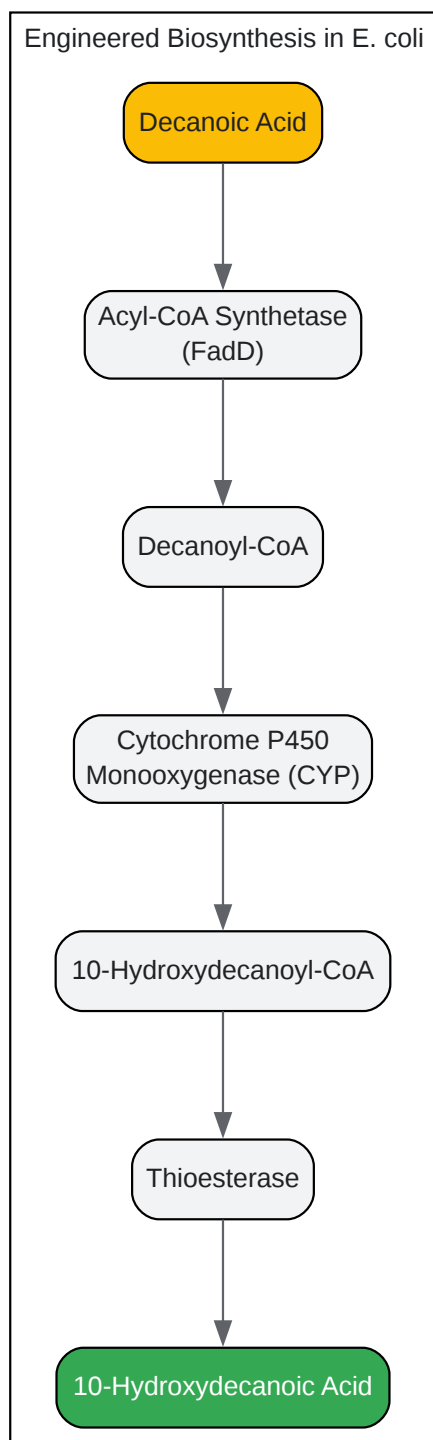 Engineered Biosynthesis in E. coli
Decanoic Acid
Acyl-CoA Synthetase
(FadD)
Decanoyl-CoA
Cytochrome P450
Monooxygenase (CYP)
10-Hydroxydecanoyl-CoA
Thioesterase
10-Hydroxydecanoic Acid